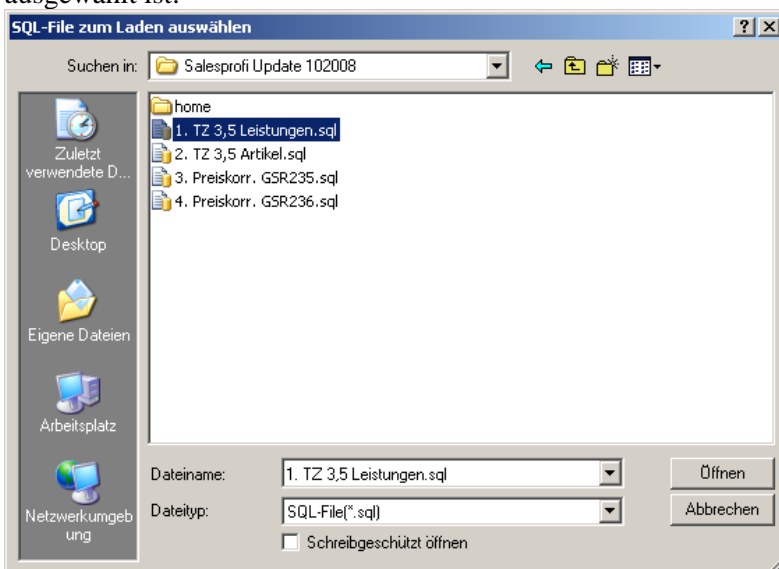 ausgewählt ist.
SQL-File zum Laden auswählen
Suchen in: Salesprofi Update 102008
home
1. TZ 3,5 Leistungen.sql
2. TZ 3,5 Artikel.sql
3. Preiskorr. GSR235.sql
4. Preiskorr. GSR236.sql
Zuletzt
verwendete D...
Desktop
Eigene Dateien
Arbeitsplatz
Netzwerkumgeb
ung
Dateiname: 1. TZ 3,5 Leistungen.sql Öffnen
Dateityp: SQL-File(*.sql) Abbrechen
Schreibgeschützt öffnen